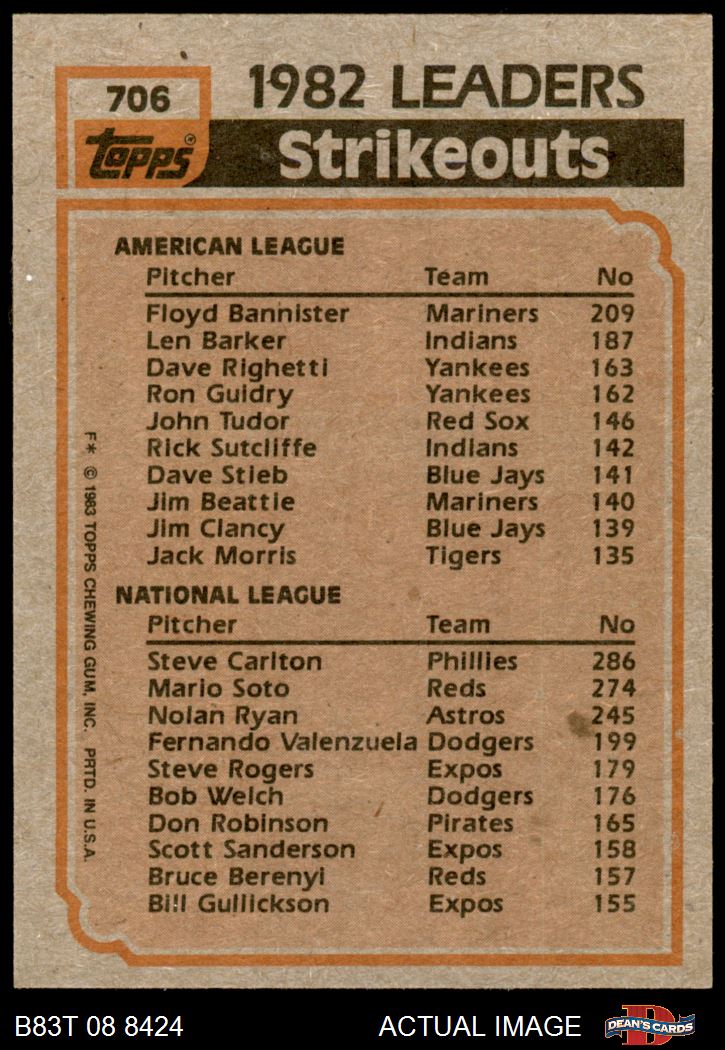 706
1982 LEADERS
topps®
Strikeouts
AMERICAN LEAGUE
Pitcher Team No
Floyd Bannister Mariners 209
Len Barker Indians 187
Dave Righetti Yankees 163
Ron Guidry Yankees 162
John Tudor Red Sox 146
Rick Sutcliffe Indians 142
Dave Stieb Blue Jays 141
Jim Beattie Mariners 140
Jim Clancy Blue Jays 139
Jack Morris Tigers 135
NATIONAL LEAGUE
Pitcher Team No
Steve Carlton Phillies 286
Mario Soto Reds 274
Nolan Ryan Astros 245
Fernando Valenzuela Dodgers 199
Steve Rogers Expos 179
Bob Welch Dodgers 176
Don Robinson Pirates 165
Scott Sanderson Expos 158
Bruce Berenyi Reds 157
Bill Gullickson Expos 155
F* © 1983 TOPPS CHEWING GUM, INC. PRTD. IN U.S.A.
B83T 08 8424 ACTUAL IMAGE
D
DEAN'S CARDS